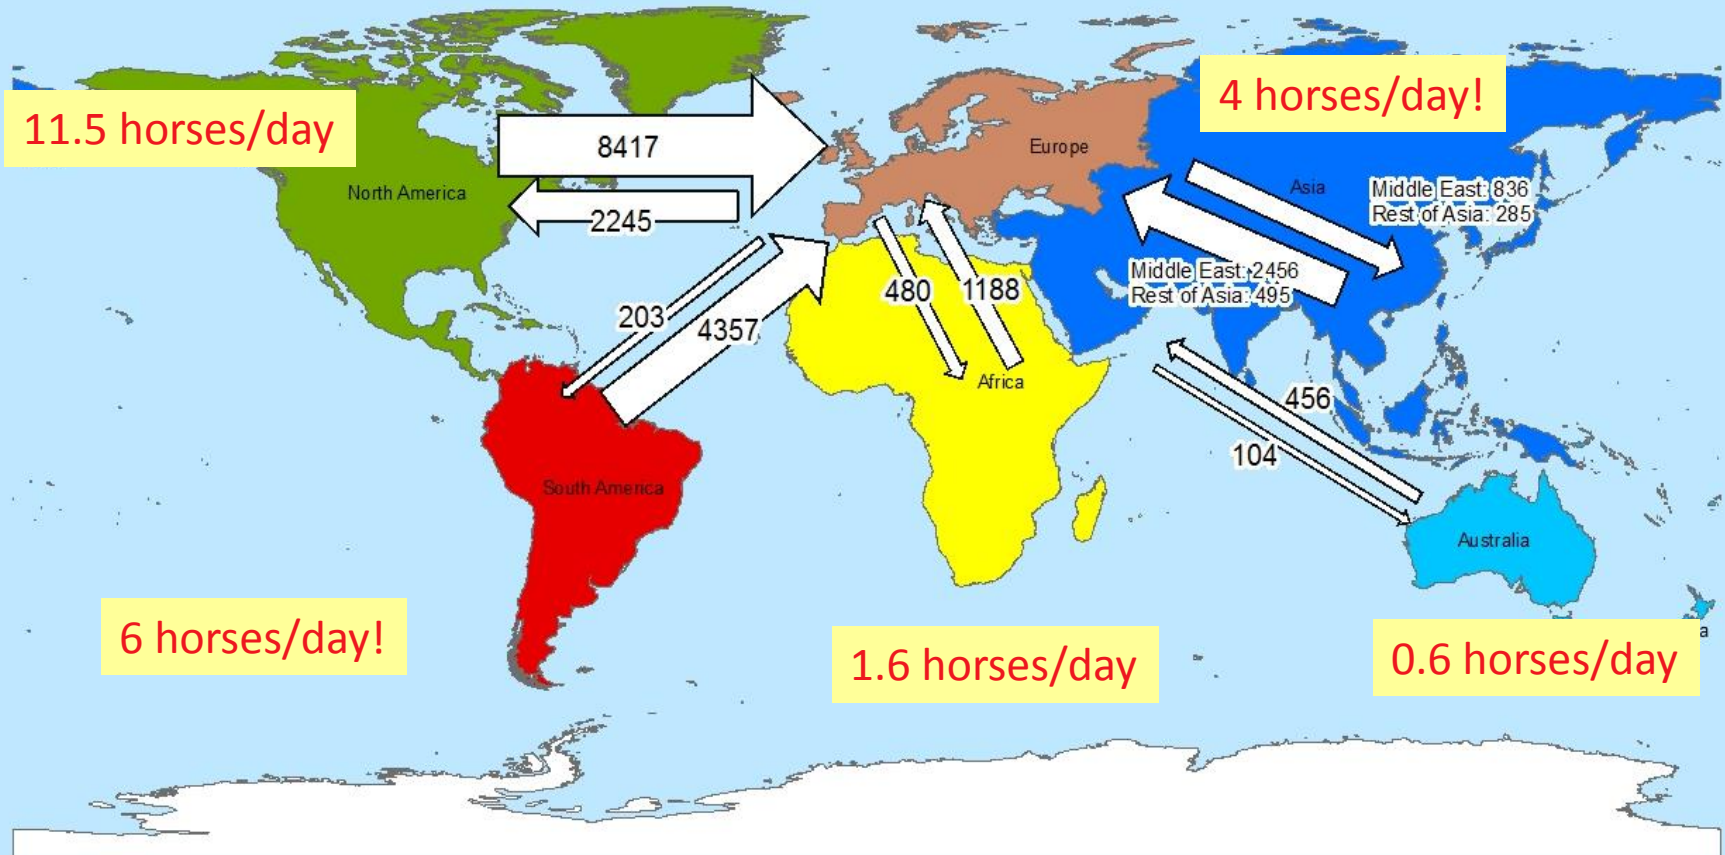 11.5 horses/day
4 horses/day!
8417
Europe
North America
Asia
Middle East: 836
Rest of Asia: 285
2245
Middle East: 2456
Rest of Asia: 495
480
1188
203
4357
Africa
456
104
South America
Australia
6 horses/day!
1.6 horses/day
0.6 horses/day
a